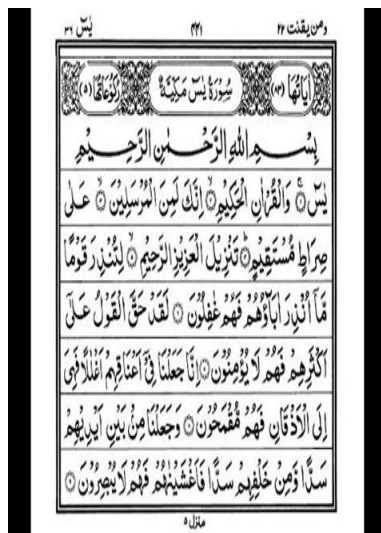 ومن يقنت ٢٢
٤٤١
يٰسٓ ٣٦
اٰيَاتُهَا (٨٣)
سُوْرَةُ يٰسٓ مَكِّيَّةٌ
رُكُوْعَاتُهَا (٥)
بِسْمِ اللّٰهِ الرَّحْمٰنِ الرَّحِيْمِ
يٰسٓ ۚ۝ وَالْقُرْاٰنِ الْحَكِيْمِ ۙ۝ اِنَّكَ لَمِنَ الْمُرْسَلِيْنَ ۙ۝ عَلٰى
صِرَاطٍ مُّسْتَقِيْمٍ ؕ۝ تَنْزِيْلَ الْعَزِيْزِ الرَّحِيْمِ ۙ۝ لِتُنْذِرَ قَوْمًا
مَّاۤ اُنْذِرَ اٰبَآؤُهُمْ فَهُمْ غٰفِلُوْنَ ۝ لَقَدْ حَقَّ الْقَوْلُ عَلٰۤى
اَكْثَرِهِمْ فَهُمْ لَا يُؤْمِنُوْنَ ۝ اِنَّا جَعَلْنَا فِيْۤ اَعْنَاقِهِمْ اَغْلٰلًا فَهِىَ
اِلَى الْاَذْقَانِ فَهُمْ مُّقْمَحُوْنَ ۝ وَجَعَلْنَا مِنْۢ بَيْنِ اَيْدِيْهِمْ
سَدًّا وَّمِنْ خَلْفِهِمْ سَدًّا فَاَغْشَيْنٰهُمْ فَهُمْ لَا يُبْصِرُوْنَ ۝
منزل ٥